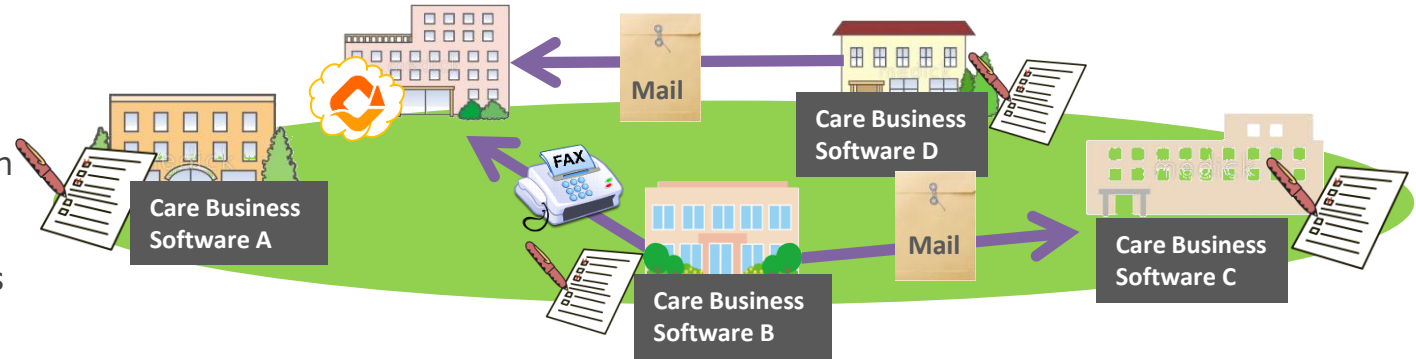 Mail
Care Business
Software D
FAX
n
Care Business
Software A
Mail
Care Business
Software C
s
Care Business
Software B